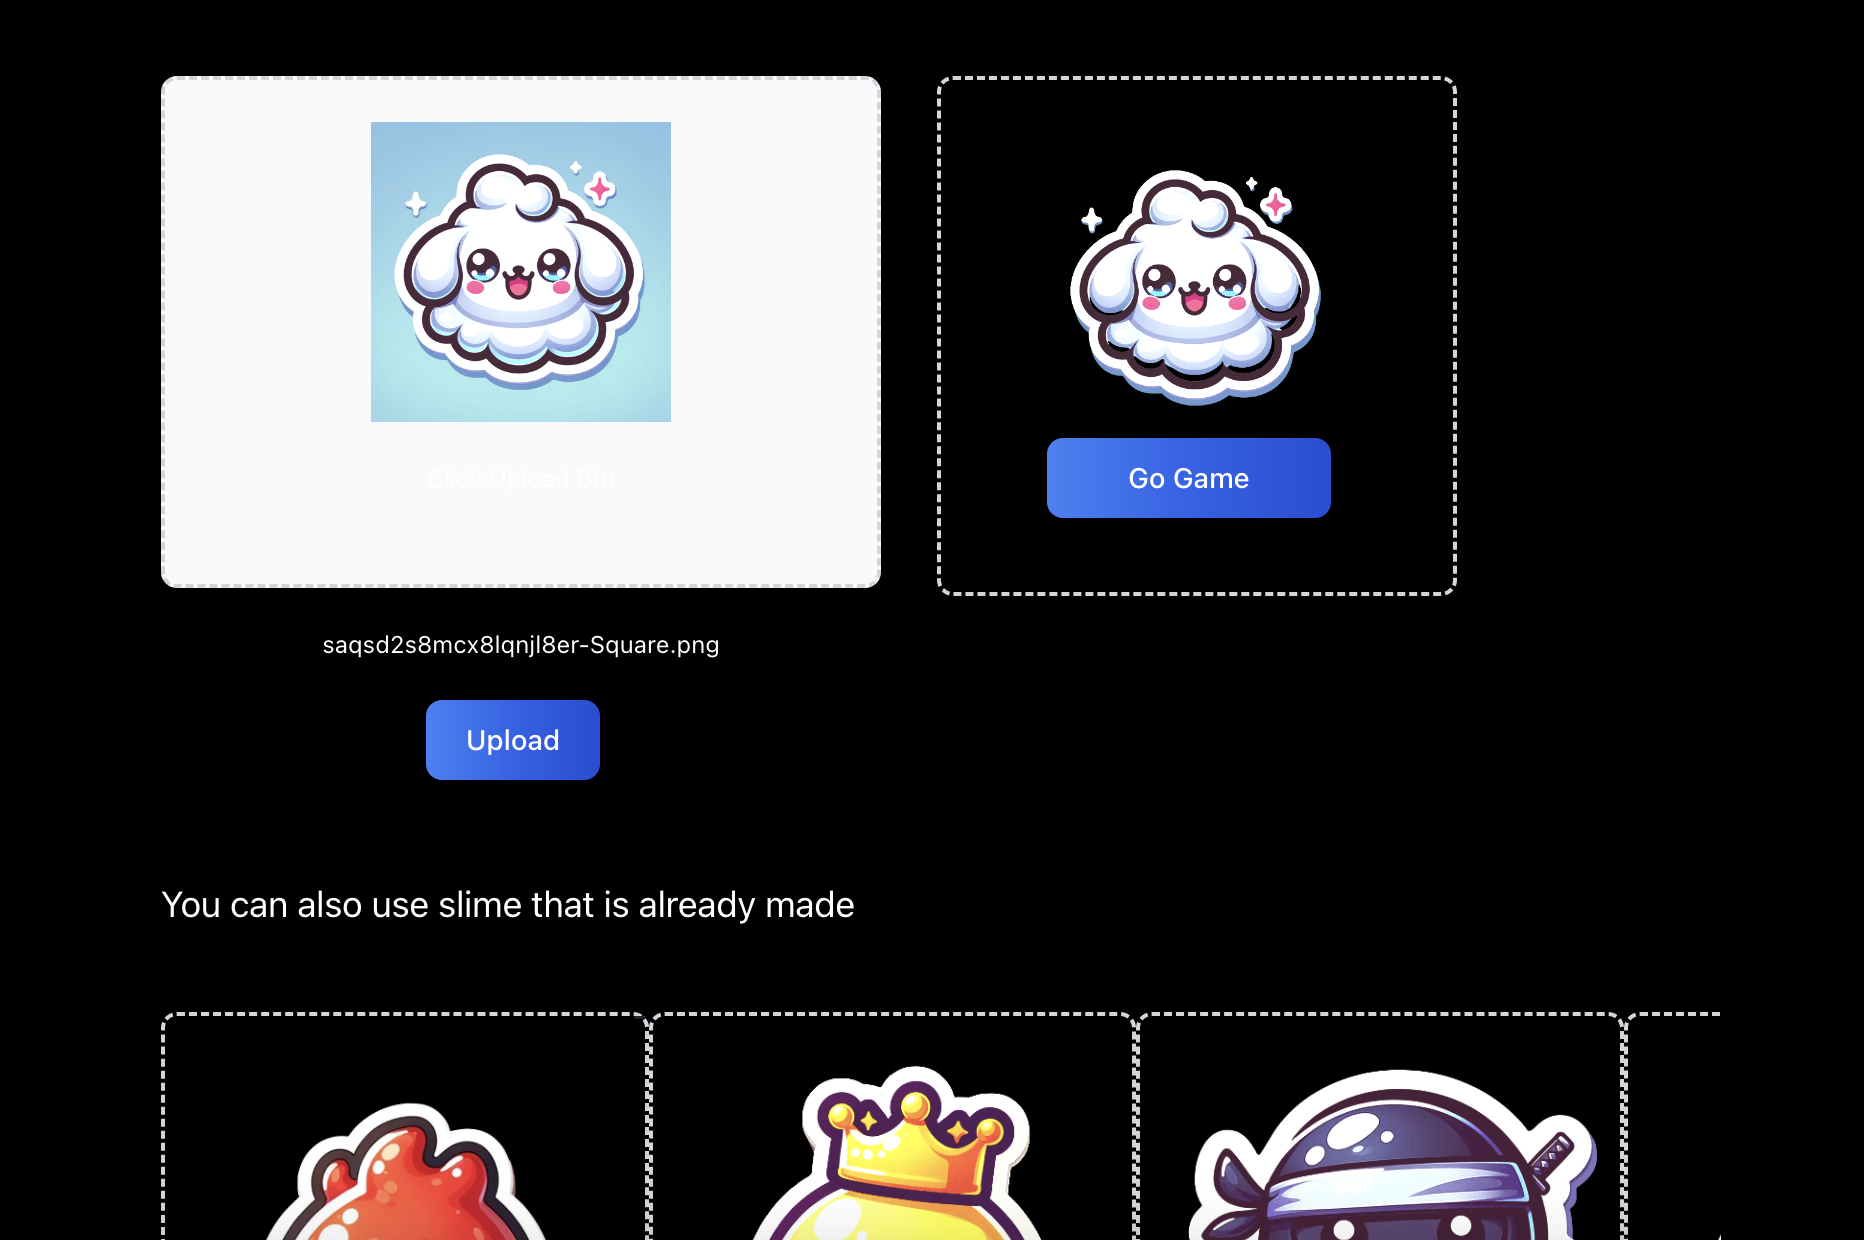 Click Upload Btn
Go Game
saqsd2s8mcx8lqnjl8er-Square.png
Upload
You can also use slime that is already made